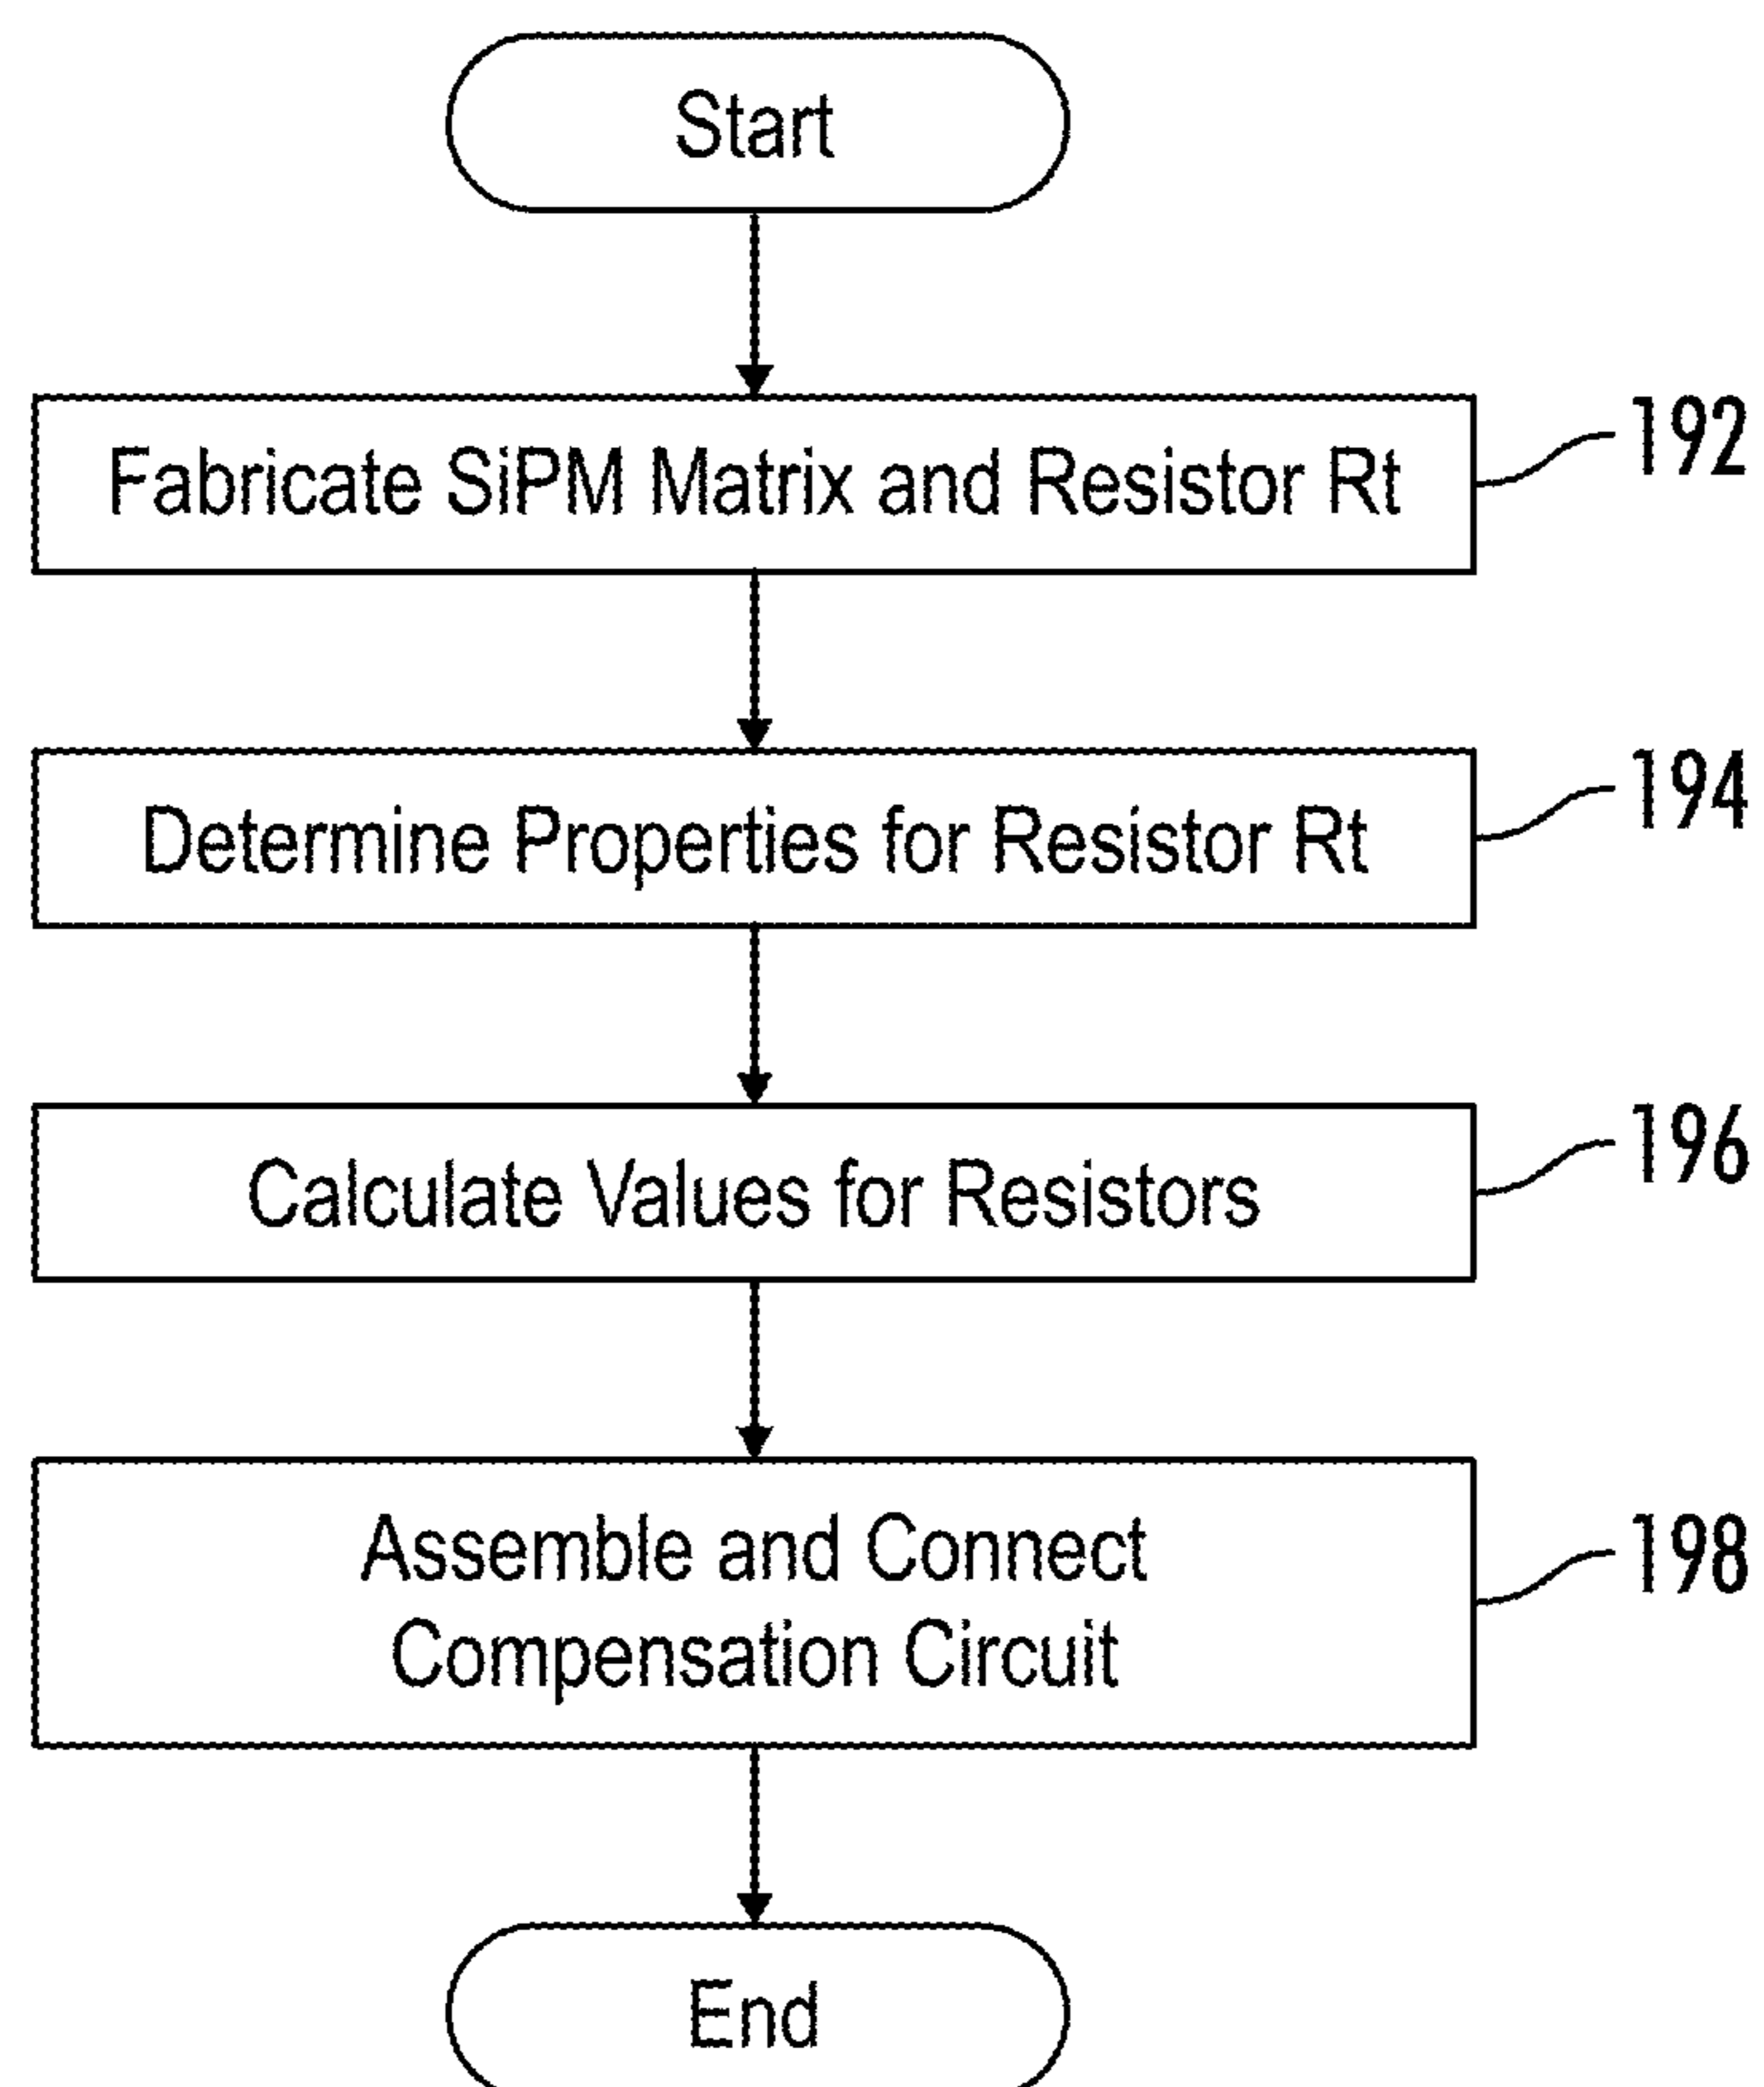 Start
Fabricate SiPM Matrix and Resistor Rt
192
Determine Properties for Resistor Rt
194
Calculate Values for Resistors
196
Assemble and Connect
Compensation Circuit
198
End